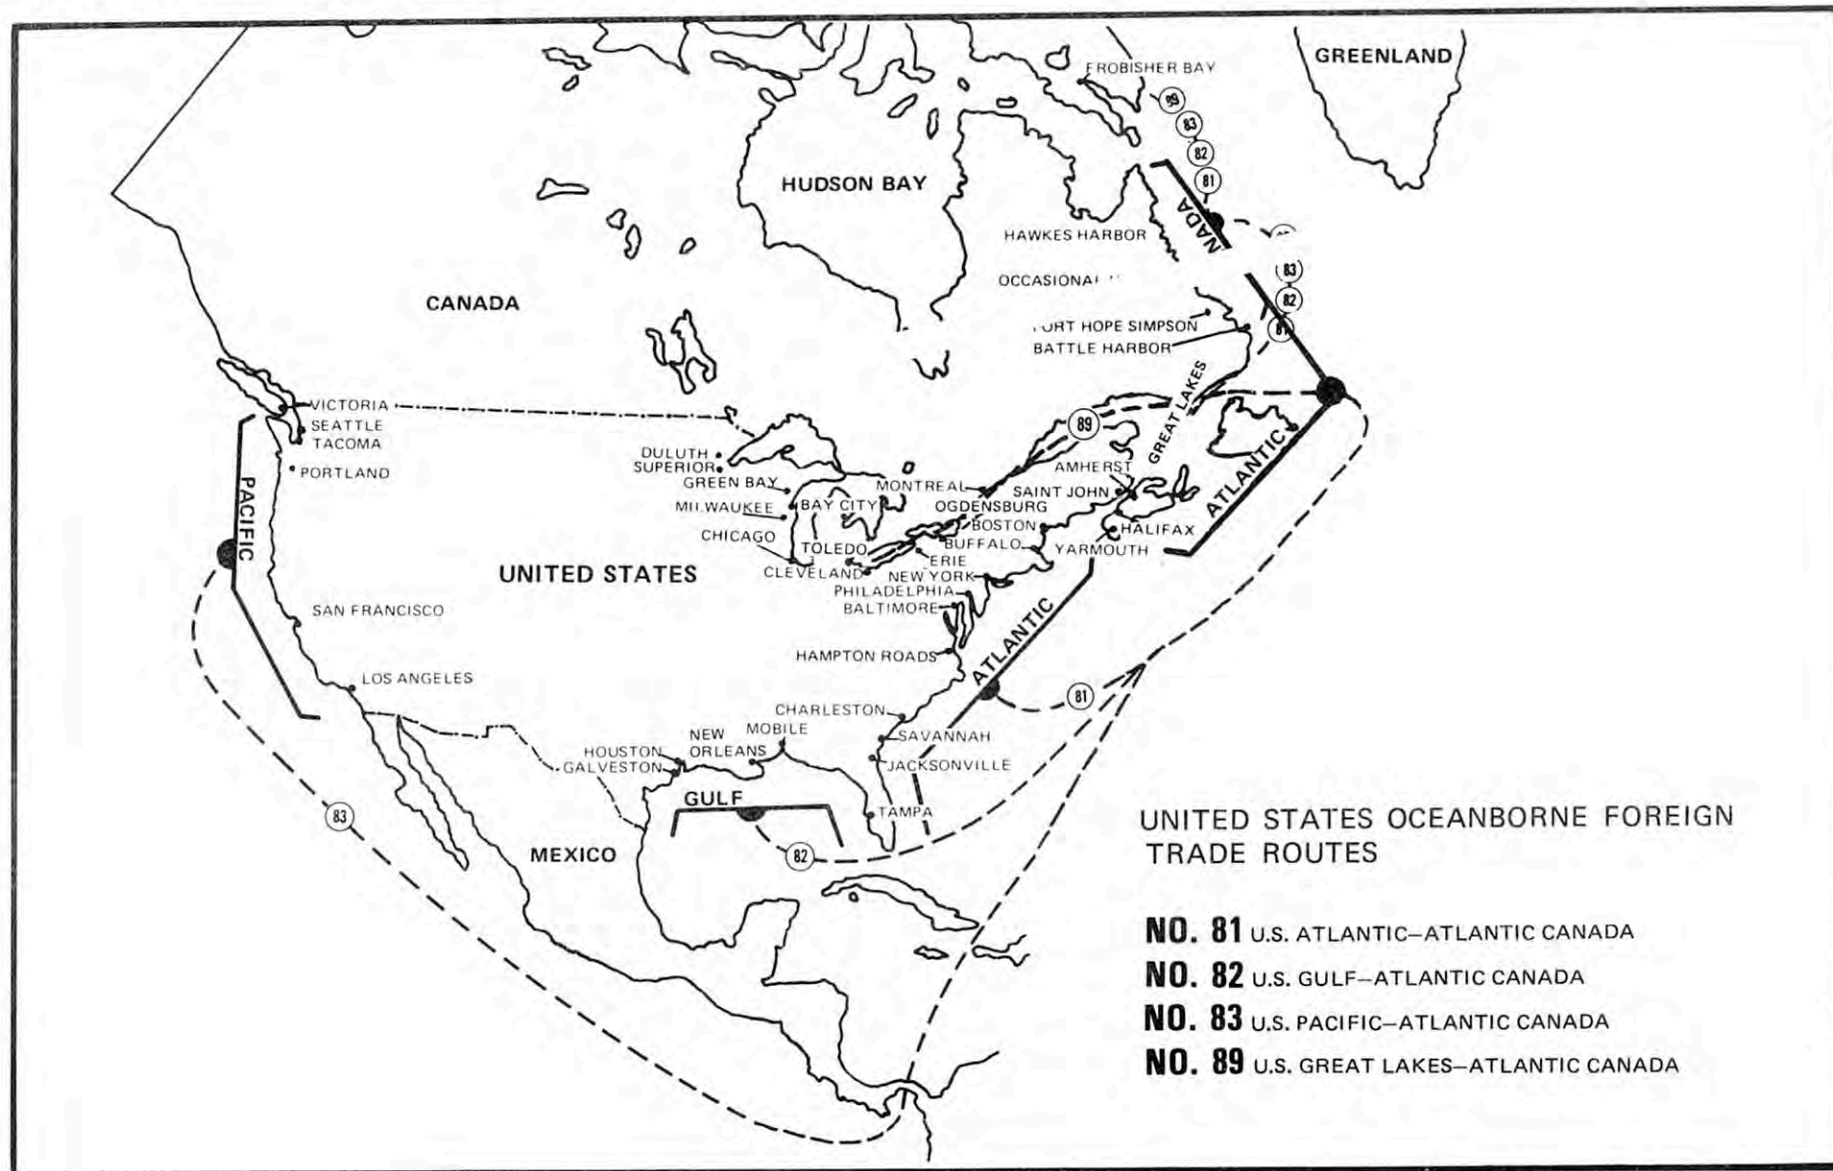 GREENLAND
FROBISHER BAY
89
83
82
81
HUDSON BAY
NADA
HAWKES HARBOR
83
OCCASIONAL
CANADA
82
HOPE SIMPSON
BATTLE HARBOR
GREAT LAKES
VICTORIA
SEATTLE
TACOMA
89
DULUTH
SUPERIOR
PORTLAND
AMHERST
ATLANTIC
PACIFIC
GREEN BAY
MONTREAL
SAINT JOHN
MILWAUKEE
BAY CITY
OGDENSBURG
BOSTON
HALIFAX
CHICAGO
TOLEDO
BUFFALO
YARMOUTH
ERIE
CLEVELAND
NEW YORK
UNITED STATES
PHILADELPHIA
BALTIMORE
SAN FRANCISCO
ATLANTIC
HAMPTON ROADS
LOS ANGELES
81
CHARLESTON
NEW
ORLEANS
MOBILE
SAVANNAH
HOUSTON
GALVESTON
JACKSONVILLE
GULF
TAMPA
83
82
MEXICO
UNITED STATES OCEANBORNE FOREIGN
TRADE ROUTES
NO. 81 U.S. ATLANTIC–ATLANTIC CANADA
NO. 82 U.S. GULF–ATLANTIC CANADA
NO. 83 U.S. PACIFIC–ATLANTIC CANADA
NO. 89 U.S. GREAT LAKES–ATLANTIC CANADA